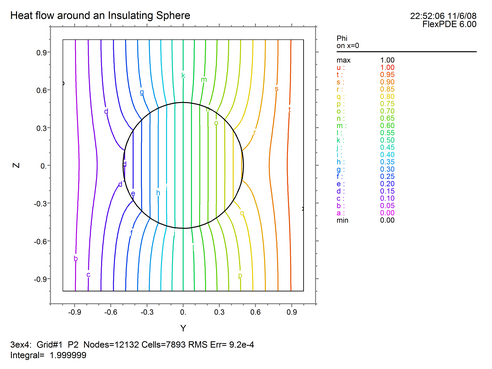 Heat flow around an Insulating Sphere
22:52:06 11/6/08
FlexPDE 6.00
Phi
on x=0
max 1.00
u : 1.00
t : 0.95
s : 0.90
r : 0.85
q : 0.80
p : 0.75
o : 0.70
n : 0.65
m : 0.60
l : 0.55
k : 0.50
j : 0.45
i : 0.40
h : 0.35
g : 0.30
f : 0.25
e : 0.20
d : 0.15
c : 0.10
b : 0.05
a : 0.00
min 0.00
0.9
0.6
0.3
0.
-0.3
-0.6
-0.9
Z
-0.9 -0.6 -0.3 0.0 0.3 0.6 0.9
Y
k
m
s
g
d
o
d
d
e
h
b
c
p
3ex4: Grid#1 P2 Nodes=12132 Cells=7893 RMS Err= 9.2e-4
Integral= 1.999999